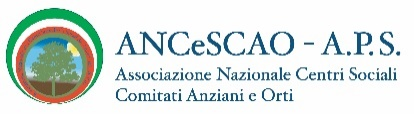 ANCeSCAO - A.P.S.
Associazione Nazionale Centri Sociali
Comitati Anziani e Orti